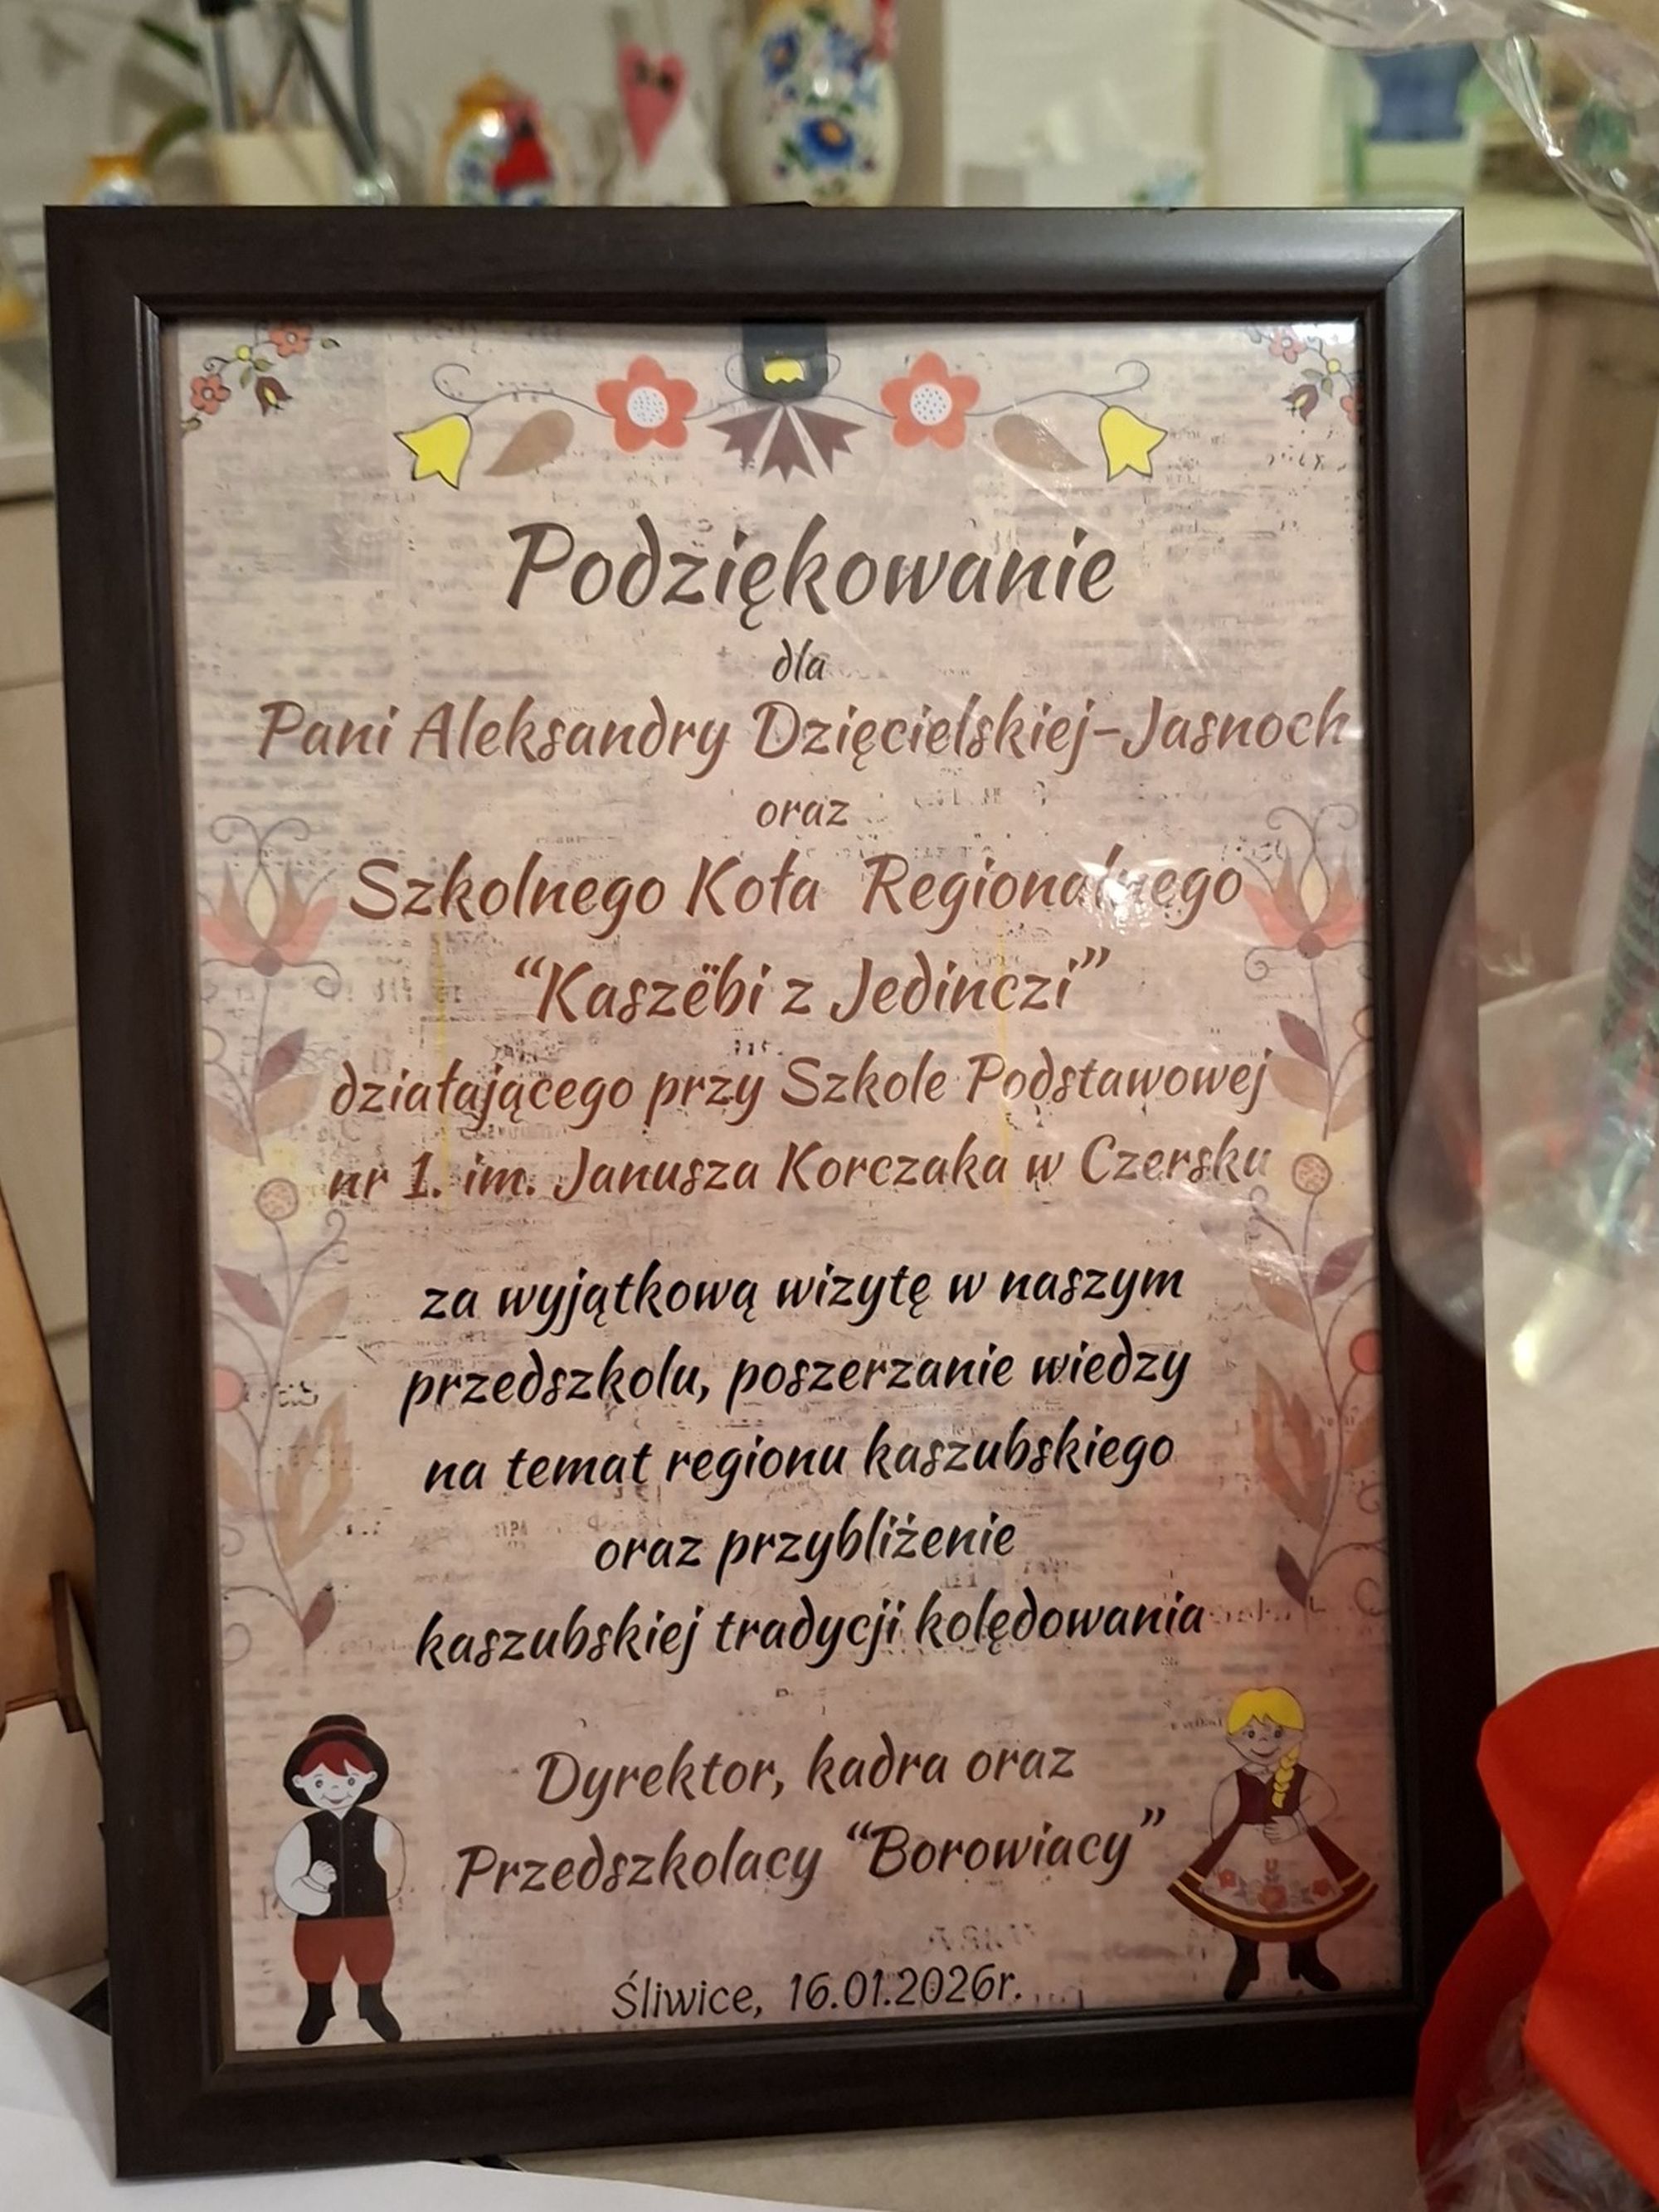 Podziękowanie
dla
Pani Aleksandry Dzięcielskiej-Jasnoch
oraz
Szkolnego Koła Regionalnego
“Kaszëbi z Jedinczi”
działającego przy Szkole Podstawowej
nr 1. im. Janusza Korczaka w Czersku
za wyjątkową wizytę w naszym
przedszkolu, poszerzanie wiedzy
na temat regionu kaszubskiego
oraz przybliżenie
kaszubskiej tradycji kolędowania
Dyrektor, kadra oraz
Przedszkolacy “Borowiacy”
Śliwice, 16.01.2026r.